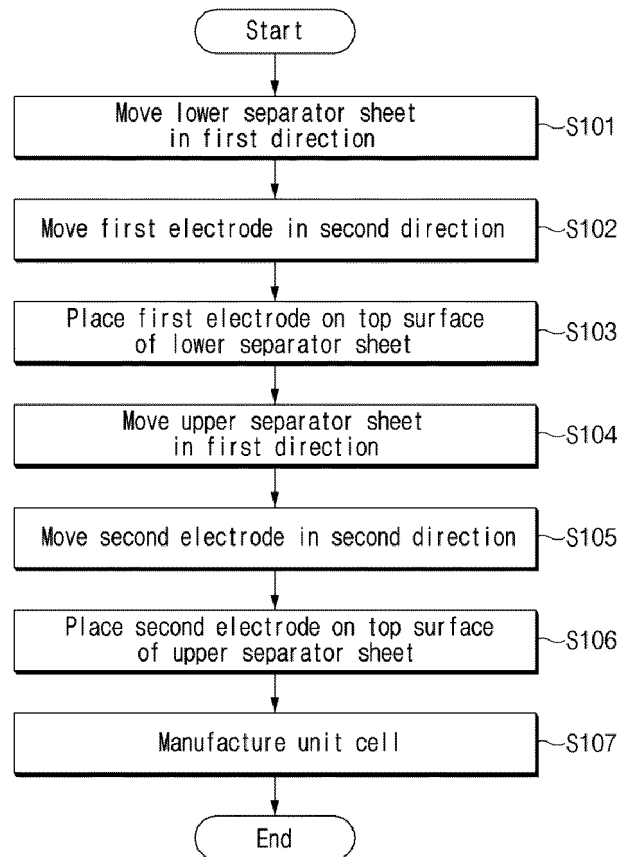 Start
Move lower separator sheet
in first direction
S101
Move first electrode in second direction
S102
Place first electrode on top surface
of lower separator sheet
S103
Move upper separator sheet
in first direction
S104
Move second electrode in second direction
S105
Place second electrode on top surface
of upper separator sheet
S106
Manufacture unit cell
S107
End